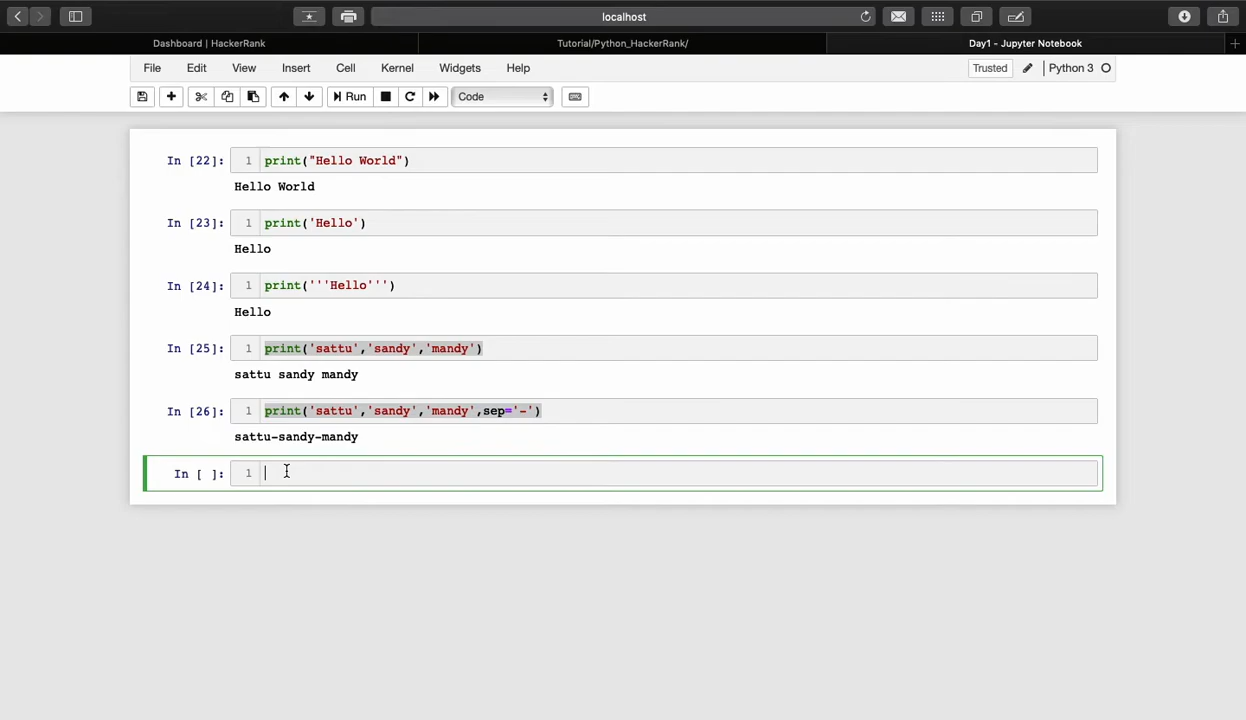 localhost
Dashboard | HackerRank
Tutorial/Python_HackerRank/
Day1 - Jupyter Notebook
File Edit View Insert Cell Kernel Widgets Help
Trusted
Python 3
Run
Code
In [22]: 1 print("Hello World")
Hello World
In [23]: 1 print('Hello')
Hello
In [24]: 1 print('''Hello''')
Hello
In [25]: 1 print('sattu','sandy','mandy')
sattu sandy mandy
In [26]: 1 print('sattu','sandy','mandy',sep='-')
sattu-sandy-mandy
In [ ]: 1